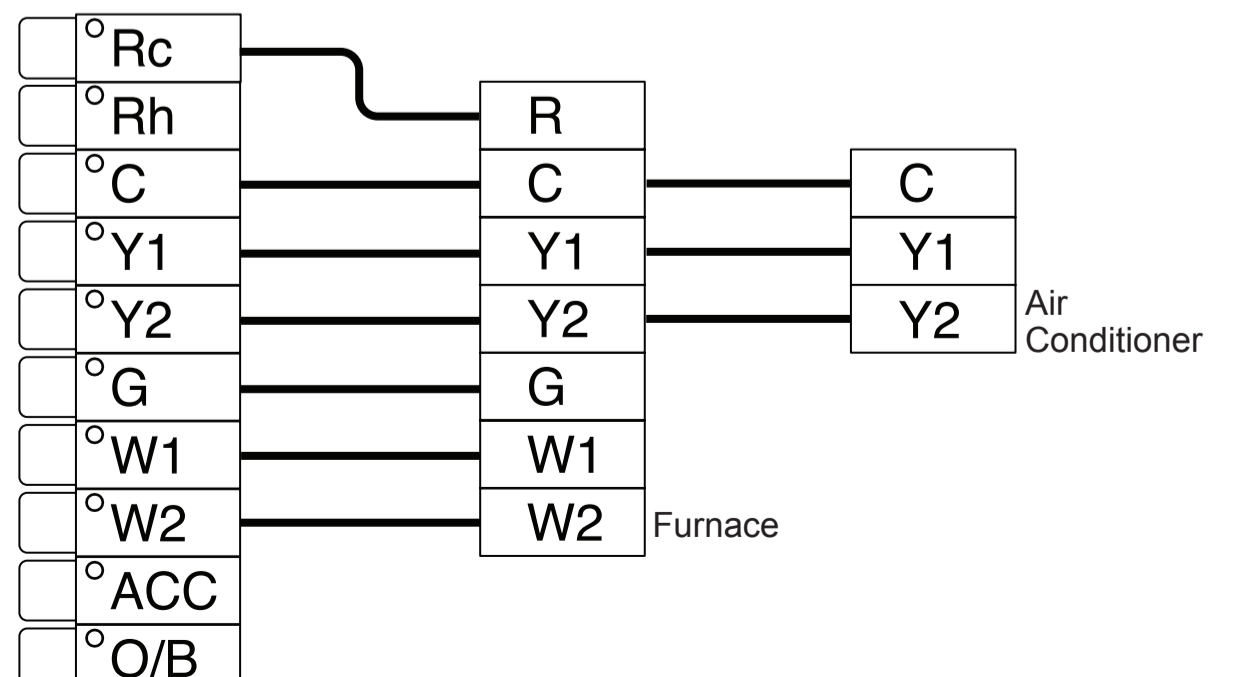 Rc
Rh
C
Y1
Y2
G
W1
W2
ACC
O/B
R
C
Y1
Y2
G
W1
W2
Furnace
C
Y1
Y2
Air
Conditioner